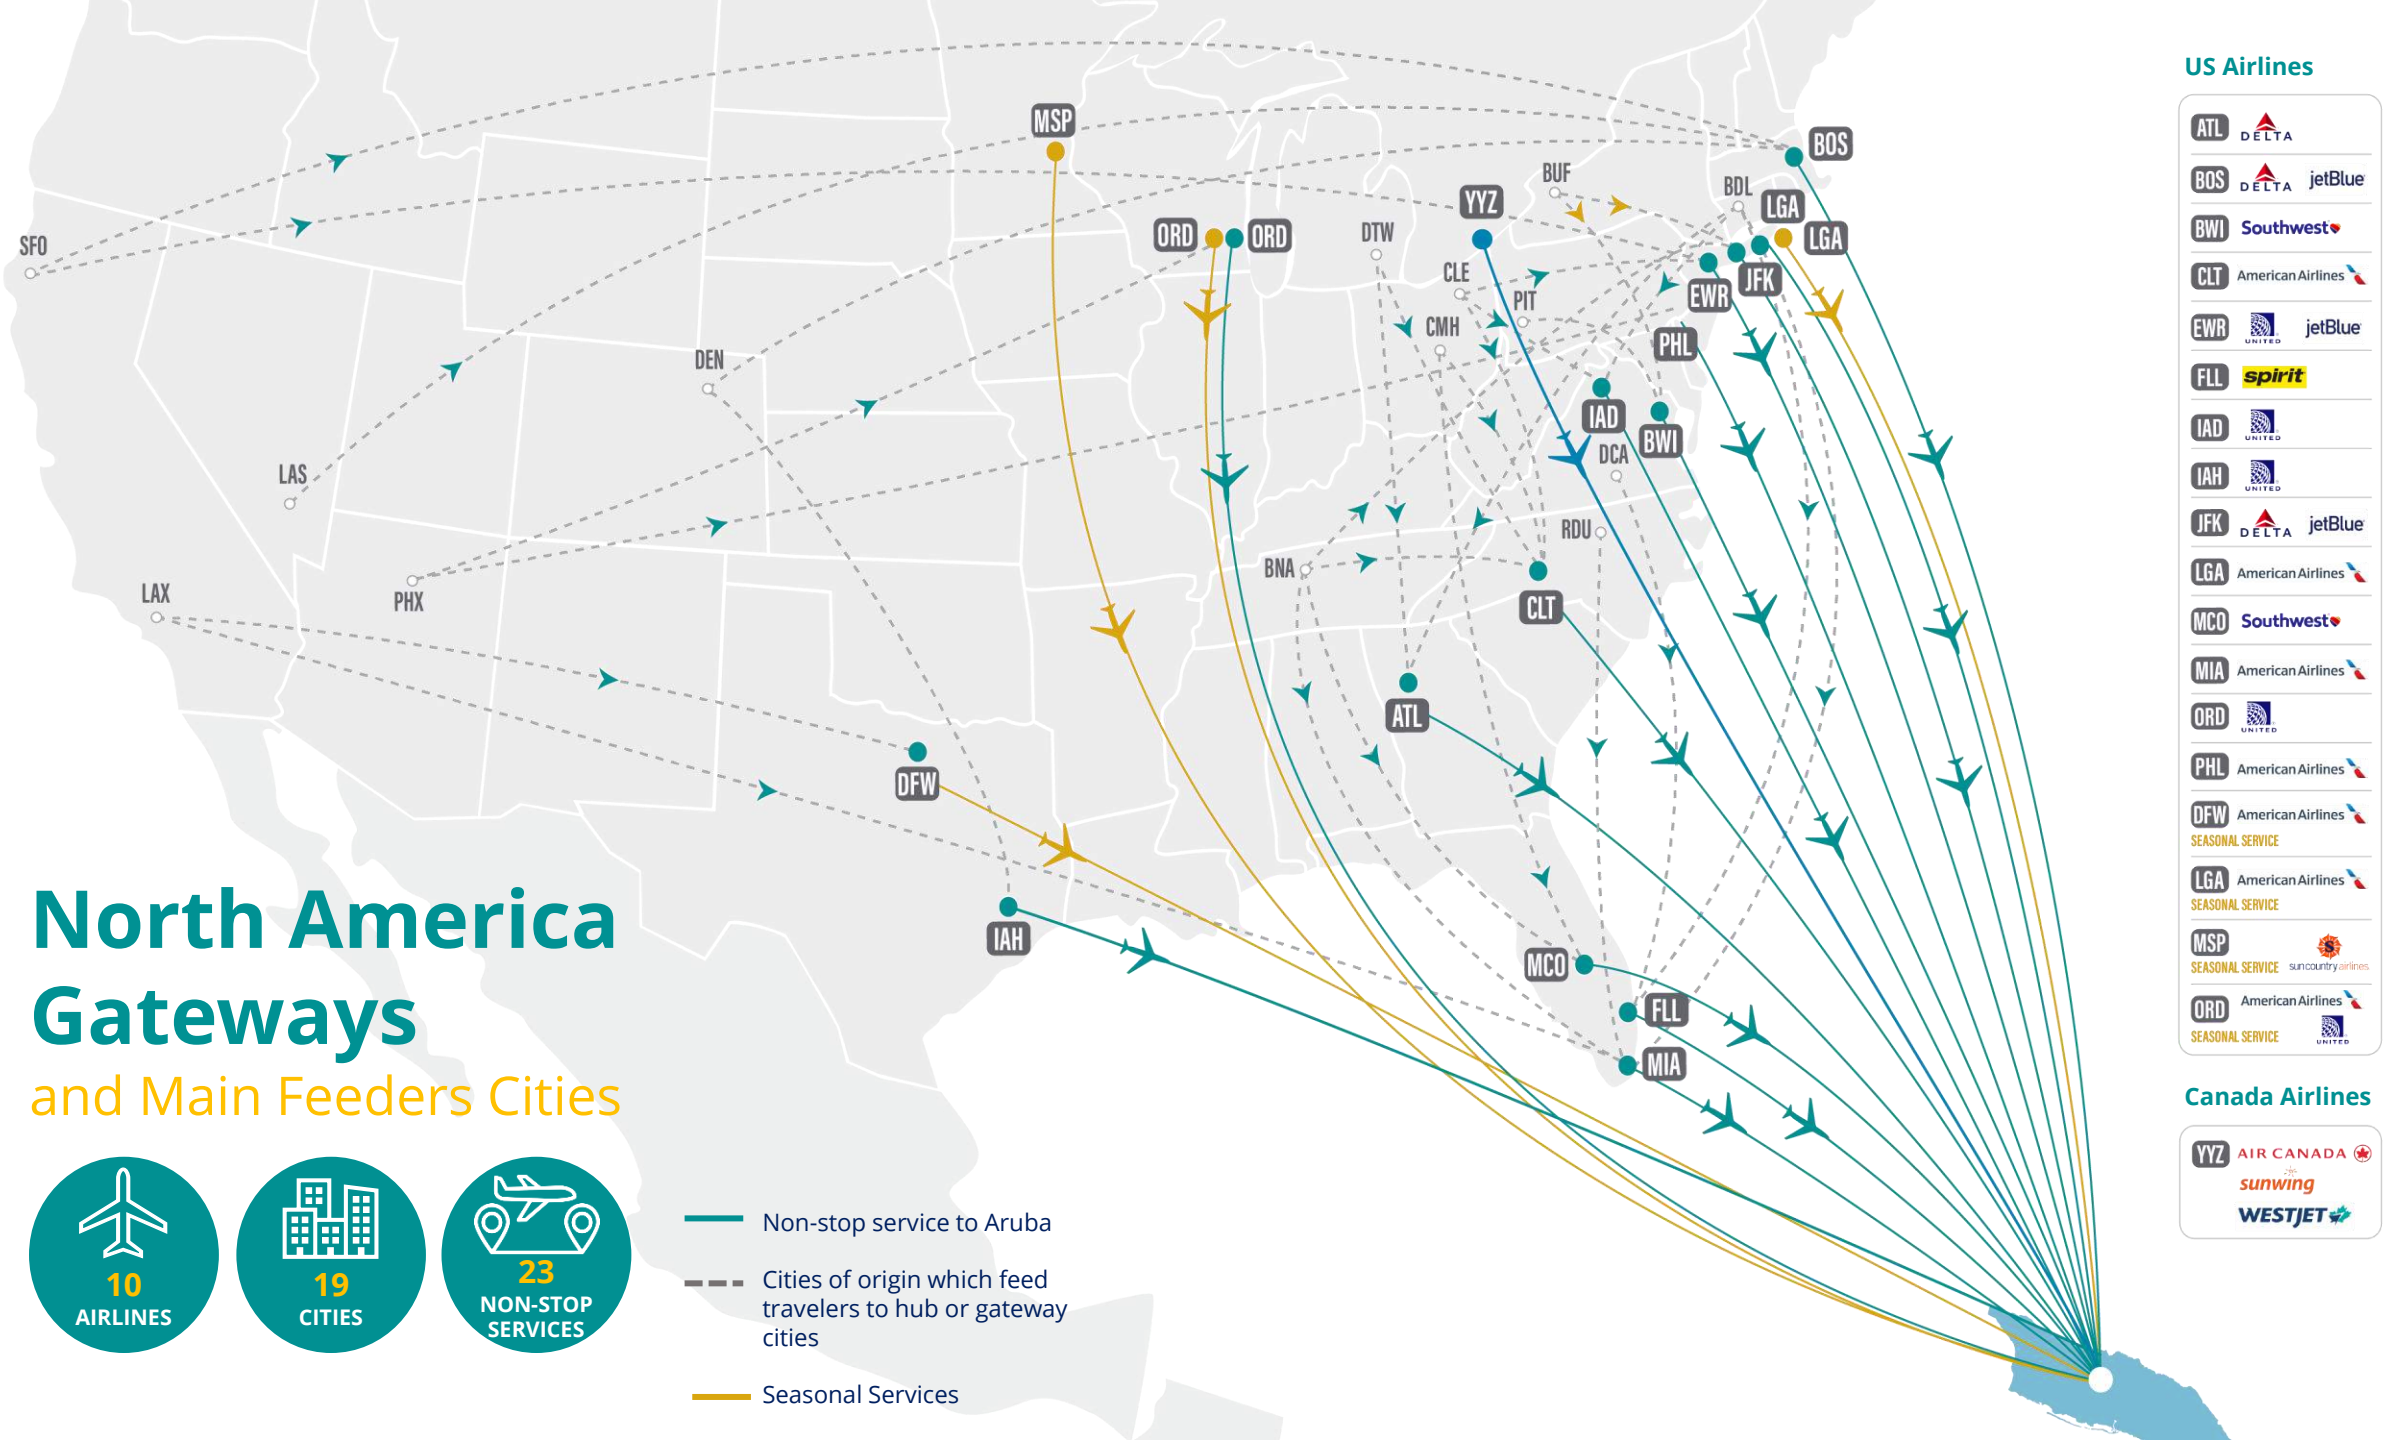 North America
Gateways
and Main Feeders Cities
10
AIRLINES
19
CITIES
23
NON-STOP
SERVICES
Non-stop service to Aruba
Cities of origin which feed
travelers to hub or gateway
cities
Seasonal Services
SFO
LAX
LAS
PHX
DEN
MSP
ORD
ORD
DTW
YYZ
BUF
BDL
BOS
LGA
LGA
JFK
EWR
CLE
PIT
CMH
PHL
IAD
BWI
DCA
RDU
BNA
CLT
ATL
DFW
IAH
MCO
FLL
MIA
US Airlines
ATL DELTA
BOS DELTA jetBlue
BWI Southwest
CLT American Airlines
EWR UNITED jetBlue
FLL spirit
IAD UNITED
IAH UNITED
JFK DELTA jetBlue
LGA American Airlines
MCO Southwest
MIA American Airlines
ORD UNITED
PHL American Airlines
DFW American Airlines
SEASONAL SERVICE
LGA American Airlines
SEASONAL SERVICE
MSP S
SEASONAL SERVICE sun country airlines
ORD American Airlines
SEASONAL SERVICE UNITED
Canada Airlines
YYZ AIR CANADA
sunwing
WESTJET